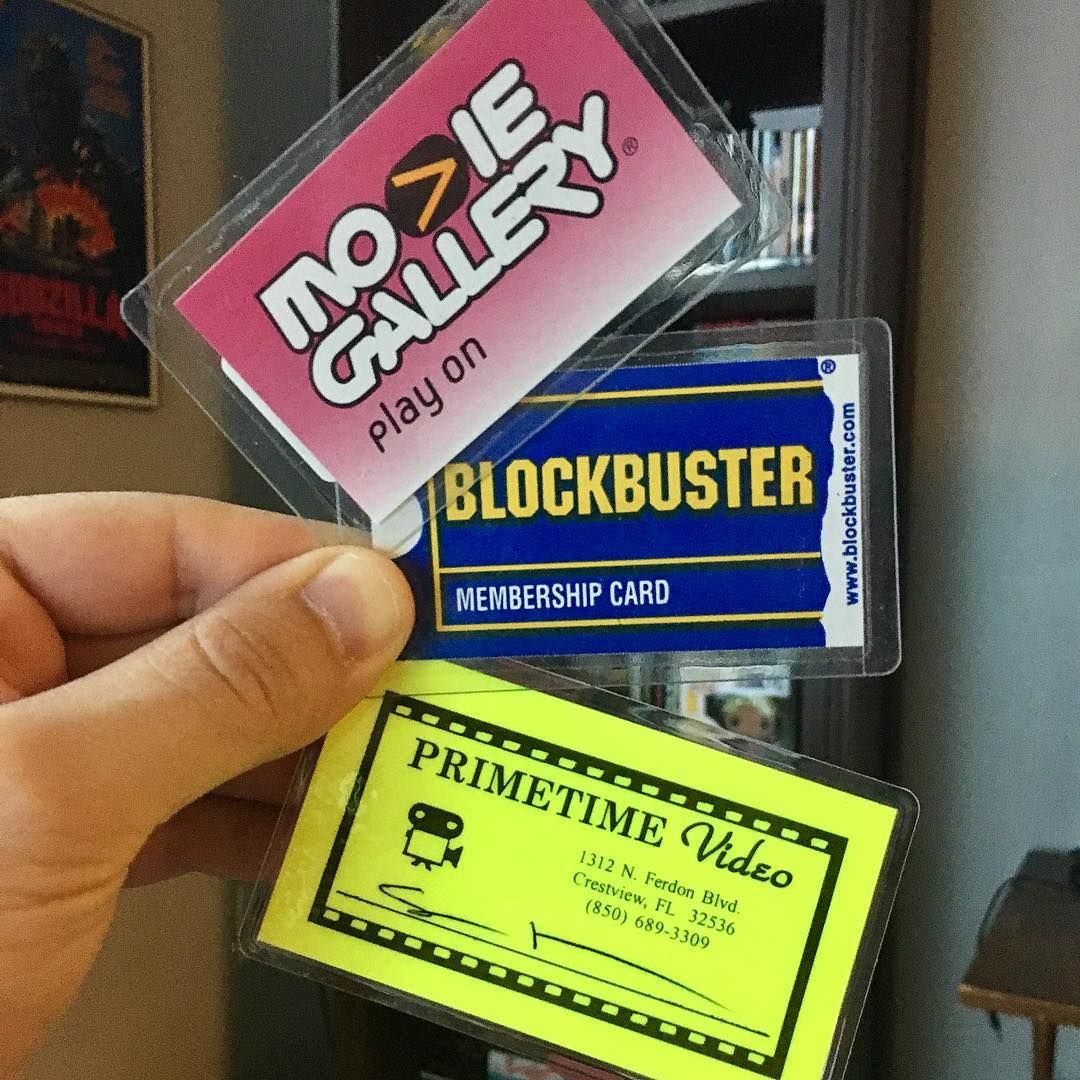 MOVIE
GALLERY®
play on
BLOCKBUSTER®
MEMBERSHIP CARD
www.blockbuster.com
PRIMETIME Video
1312 N. Ferdon Blvd.
Crestview, FL 32536
(850) 689-3309